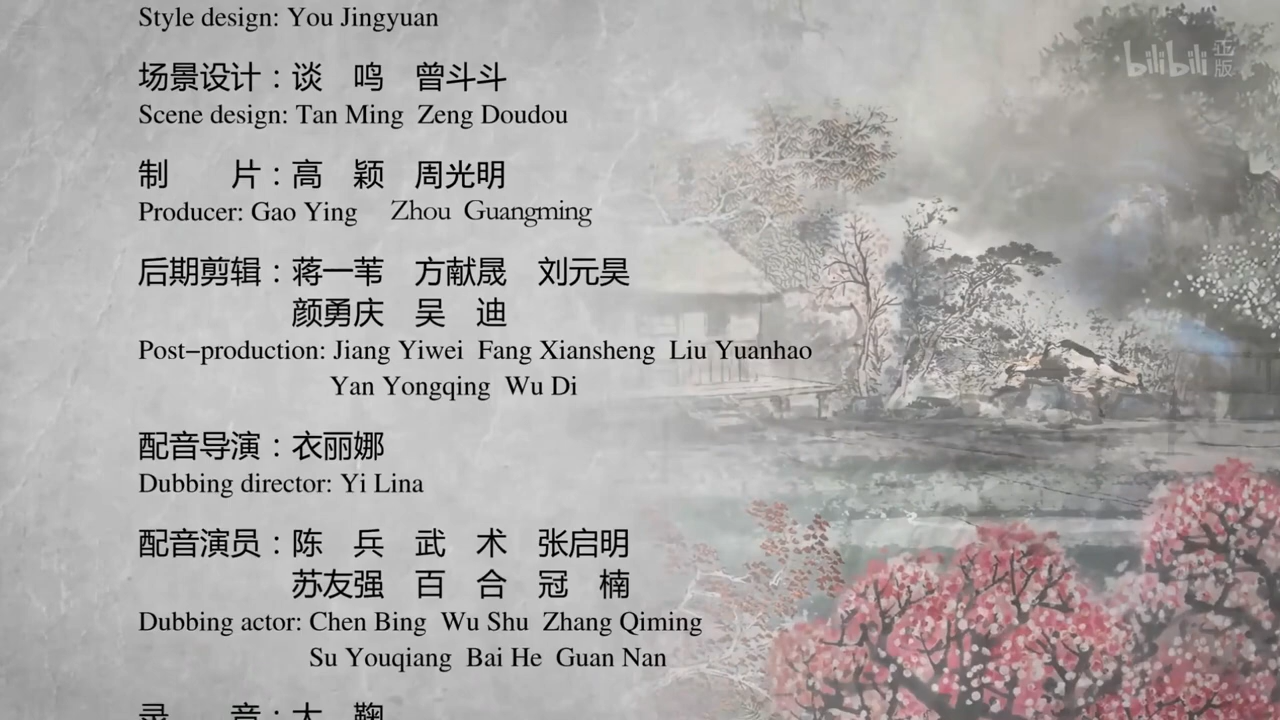 Style design: You Jingyuan
bilibili 正版
场景设计：谈　鸣　曾斗斗
Scene design: Tan Ming Zeng Doudou
制　　片：高　颖　周光明
Producer: Gao Ying Zhou Guangming
后期剪辑：蒋一苇　方献晟　刘元昊
颜勇庆　吴　迪
Post-production: Jiang Yiwei Fang Xiansheng Liu Yuanhao
Yan Yongqing Wu Di
配音导演：衣丽娜
Dubbing director: Yi Lina
配音演员：陈　兵　武　术　张启明
苏友强　百　合　冠　楠
Dubbing actor: Chen Bing Wu Shu Zhang Qiming
Su Youqiang Bai He Guan Nan
录　　音：大　鞠